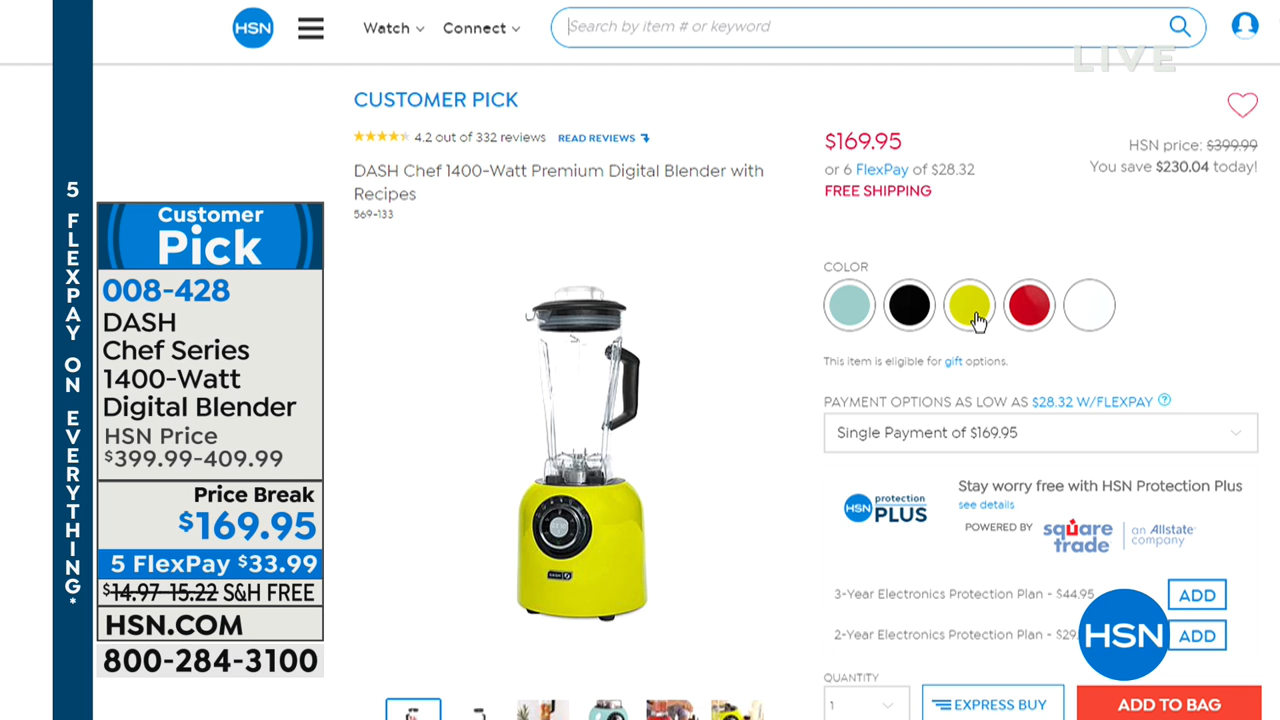 HSN
Watch
Connect
Search by item # or keyword
LIVE
5 FLEXPAY ON EVERYTHING*
Customer
Pick
008-428
DASH
Chef Series
1400-Watt
Digital Blender
HSN Price
$399.99-409.99
Price Break
$169.95
5 FlexPay $33.99
$14.97-15.22 S&H FREE
HSN.COM
800-284-3100
CUSTOMER PICK
4.2 out of 332 reviews READ REVIEWS
DASH Chef 1400-Watt Premium Digital Blender with
Recipes
569-133
DASH
$169.95
or 6 FlexPay of $28.32
FREE SHIPPING
HSN price: $399.99
You save $230.04 today!
COLOR
This item is eligible for gift options.
PAYMENT OPTIONS AS LOW AS $28.32 W/FLEXPAY ?
Single Payment of $169.95
HSN protection
PLUS
Stay worry free with HSN Protection Plus
see details
POWERED BY
square
trade
an Allstate
company
3-Year Electronics Protection Plan - $44.95
ADD
2-Year Electronics Protection Plan - $29
ADD
HSN
QUANTITY
1
EXPRESS BUY
ADD TO BAG